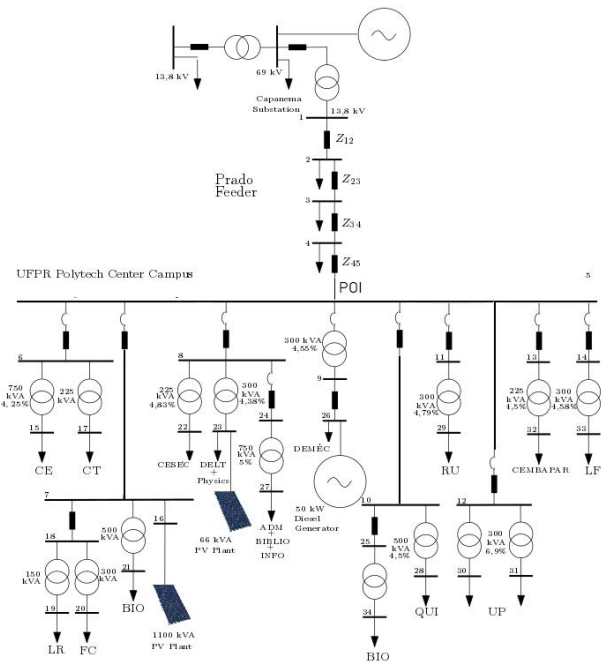 13,8 kV
69 kV
Capanema
Substation
13,8 kV
1
Z12
2
Prado
Feeder
Z23
3
Z34
4
Z45
UFPR Polytech Center Campus
5
POI
6
750
kVA
4, 25%
225
kVA
15
17
CE
CT
8
225
kVA
4,83%
300
kVA
4,38%
22
23
CESEC
DELT
+
Physics
24
750
kVA
5%
27
ADM
+
BIBLIO
+
INFO
66 kVA
PV Plant
300 kVA
4,55%
9
26
DEMEC
50 kW
Diesel
Generator
11
300
kVA
4,79%
29
RU
13
225
kVA
4,5%
32
CEMBAPAR
14
300
kVA
4,58%
33
LF
7
18
150
kVA
300
kVA
19
20
LR
FC
500
kVA
21
BIO
16
1100 kVA
PV Plant
10
25
34
BIO
500
kVA
4,5%
28
QUI
12
300
kVA
6,9%
30
31
UP